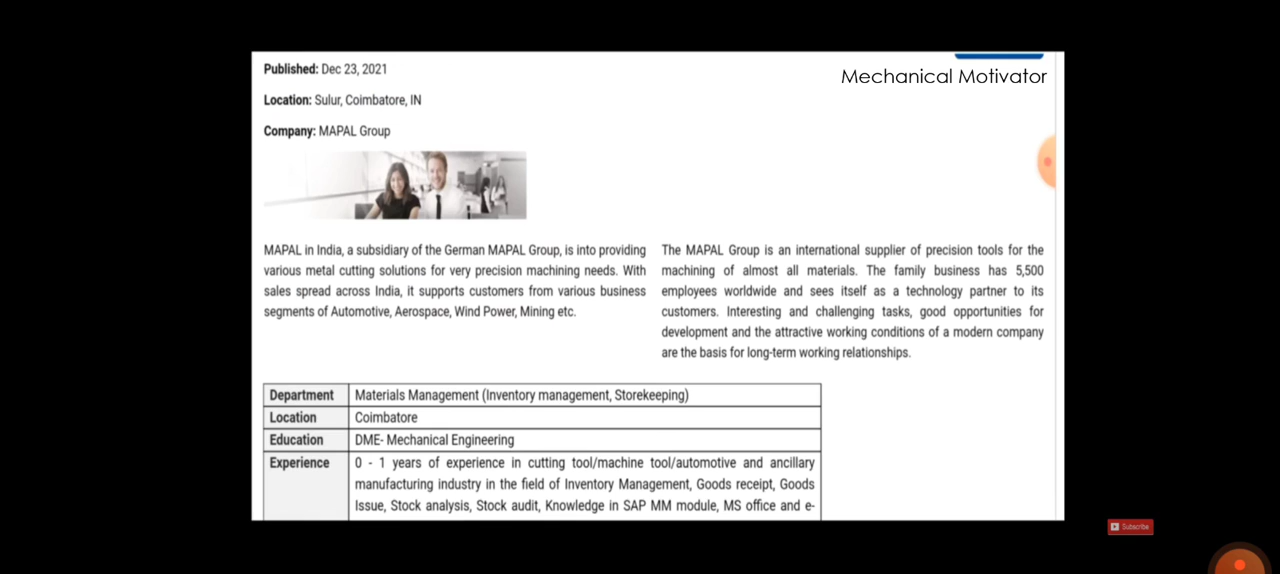 Published: Dec 23, 2021
Mechanical Motivator
Location: Sulur, Coimbatore, IN
Company: MAPAL Group
MAPAL in India, a subsidiary of the German MAPAL Group, is into providing
various metal cutting solutions for very precision machining needs. With
sales spread across India, it supports customers from various business
segments of Automotive, Aerospace, Wind Power, Mining etc.
The MAPAL Group is an international supplier of precision tools for the
machining of almost all materials. The family business has 5,500
employees worldwide and sees itself as a technology partner to its
customers. Interesting and challenging tasks, good opportunities for
development and the attractive working conditions of a modern company
are the basis for long-term working relationships.
Department Materials Management (Inventory management, Storekeeping)
Location Coimbatore
Education DME- Mechanical Engineering
Experience 0 - 1 years of experience in cutting tool/machine tool/automotive and ancillary
manufacturing industry in the field of Inventory Management, Goods receipt, Goods
Issue, Stock analysis, Stock audit, Knowledge in SAP MM module, MS office and e-
Subscribe